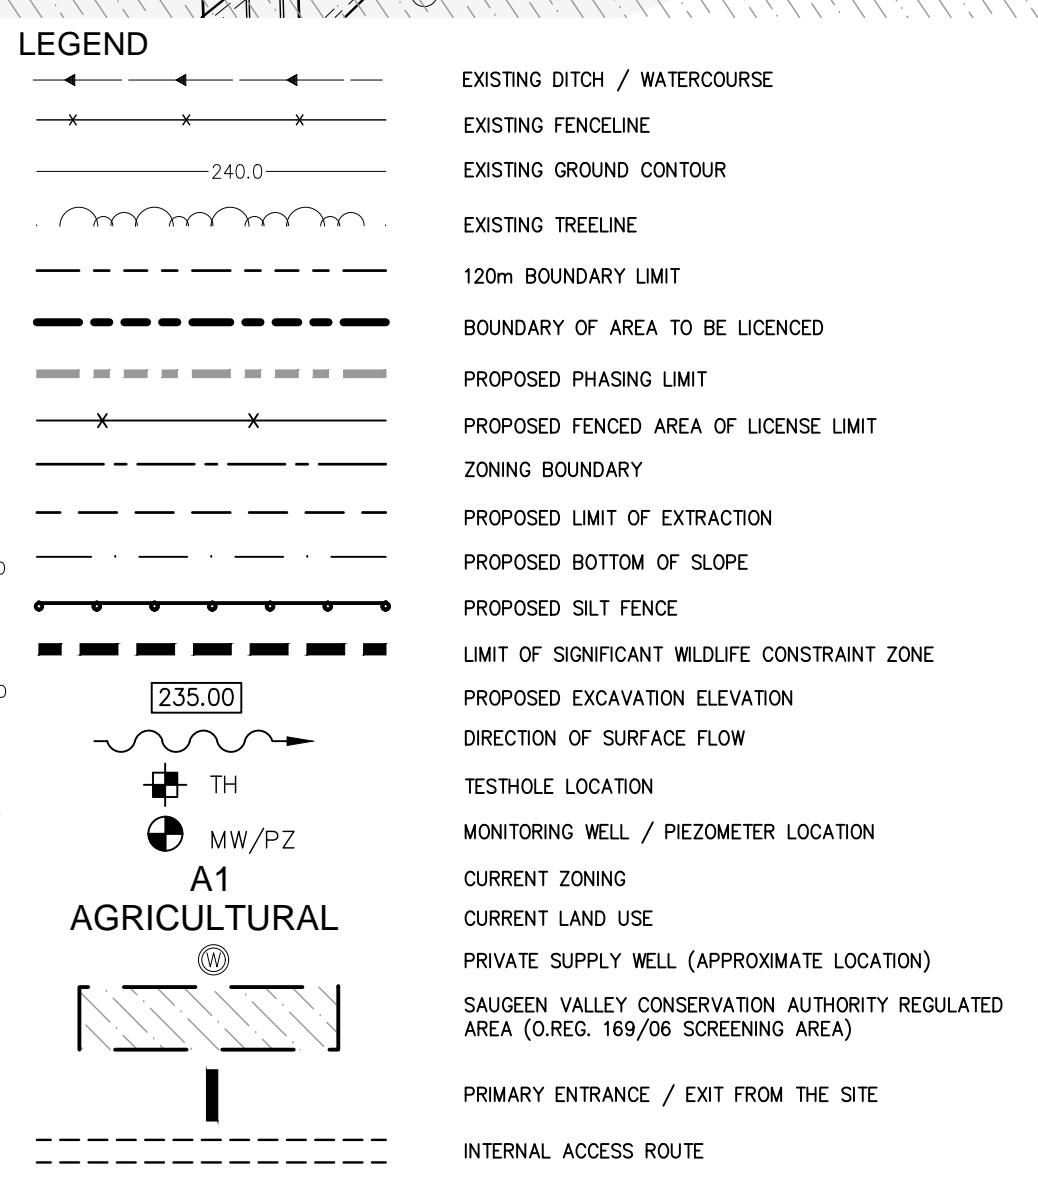 LEGEND
EXISTING DITCH / WATERCOURSE
EXISTING FENCELINE
240.0 EXISTING GROUND CONTOUR
EXISTING TREELINE
120m BOUNDARY LIMIT
BOUNDARY OF AREA TO BE LICENCED
PROPOSED PHASING LIMIT
PROPOSED FENCED AREA OF LICENSE LIMIT
ZONING BOUNDARY
PROPOSED LIMIT OF EXTRACTION
PROPOSED BOTTOM OF SLOPE
PROPOSED SILT FENCE
LIMIT OF SIGNIFICANT WILDLIFE CONSTRAINT ZONE
235.00 PROPOSED EXCAVATION ELEVATION
DIRECTION OF SURFACE FLOW
TH TESTHOLE LOCATION
MW/PZ MONITORING WELL / PIEZOMETER LOCATION
A1 CURRENT ZONING
AGRICULTURAL CURRENT LAND USE
W PRIVATE SUPPLY WELL (APPROXIMATE LOCATION)
SAUGEEN VALLEY CONSERVATION AUTHORITY REGULATED
AREA (O.REG. 169/06 SCREENING AREA)
PRIMARY ENTRANCE / EXIT FROM THE SITE
INTERNAL ACCESS ROUTE